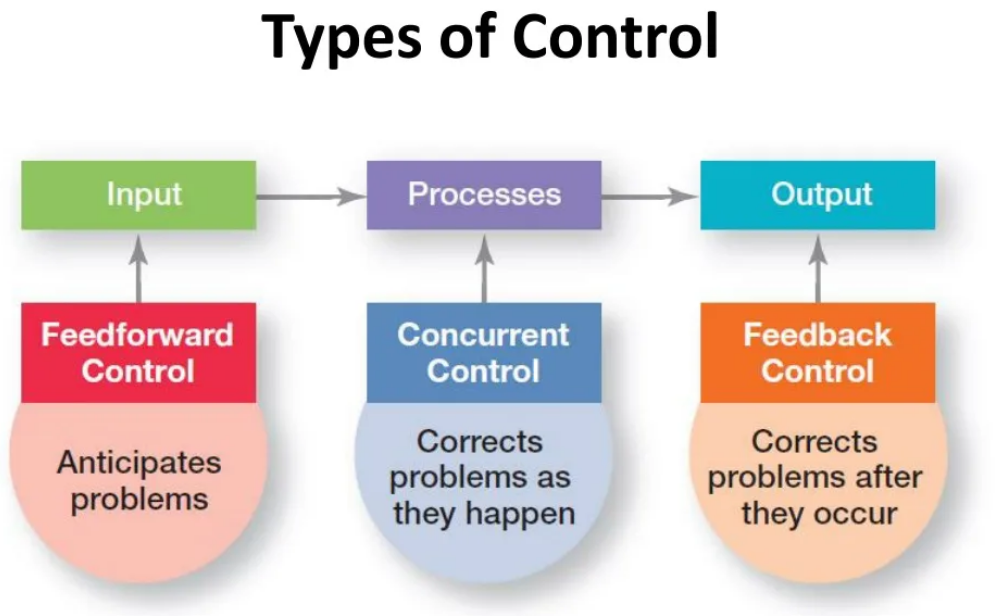 Types of Control
Input
Processes
Output
Feedforward
Control
Concurrent
Control
Feedback
Control
Anticipates
problems
Corrects
problems as
they happen
Corrects
problems after
they occur